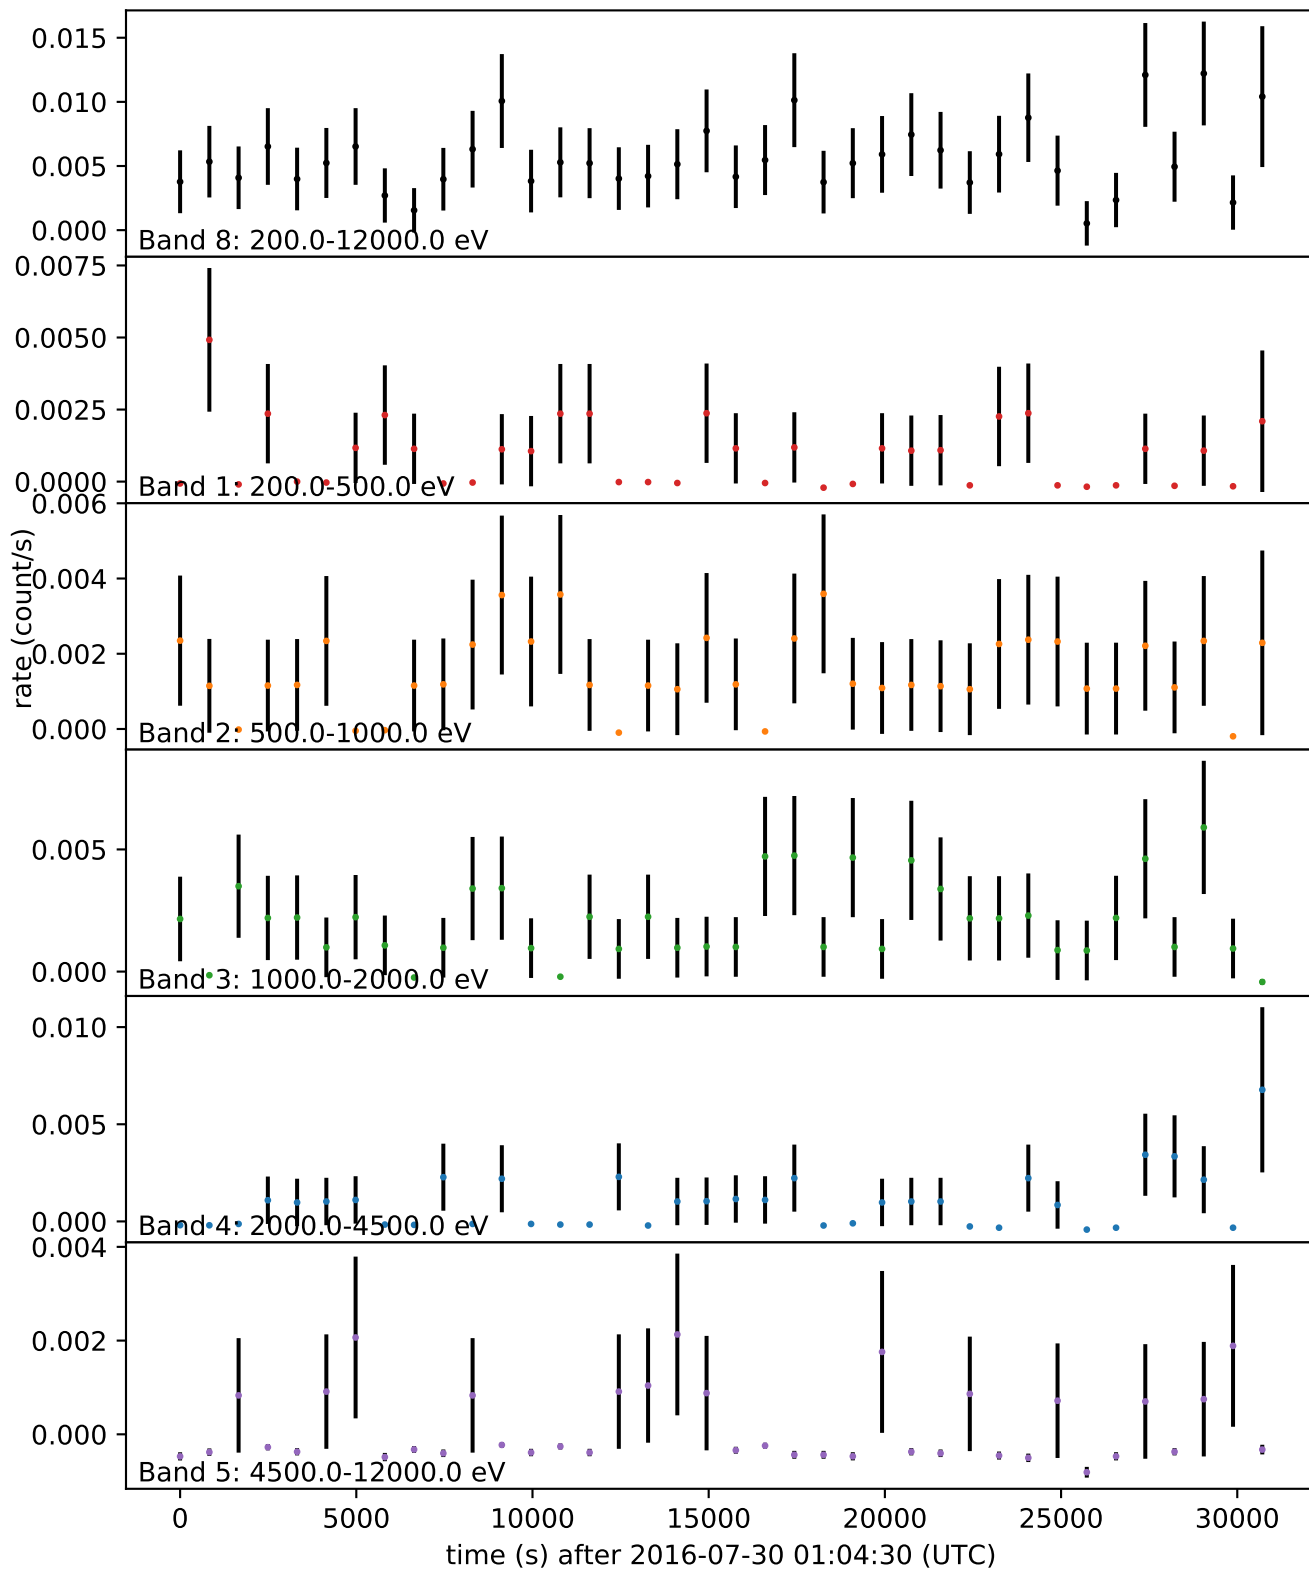 0.015
0.010
0.005
0.000
Band 8: 200.0-12000.0 eV
0.0075
0.0050
0.0025
0.0000
Band 1: 200.0-500.0 eV
0.006
0.004
0.002
0.000
Band 2: 500.0-1000.0 eV
rate (count/s)
0.005
0.000
Band 3: 1000.0-2000.0 eV
0.010
0.005
0.000
Band 4: 2000.0-4500.0 eV
0.004
0.002
0.000
Band 5: 4500.0-12000.0 eV
0 5000 10000 15000 20000 25000 30000
time (s) after 2016-07-30 01:04:30 (UTC)